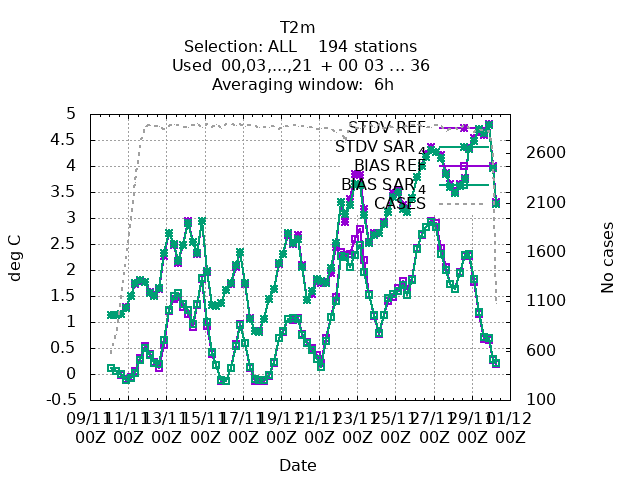 T2m
Selection: ALL    194 stations
Used  00,03,...,21  + 00 03 ... 36
Averaging window:  6h
STDV REF
STDV SAR_4
BIAS REF
BIAS SAR_4
CASES
5
4.5
4
3.5
3
2.5
2
1.5
1
0.5
0
-0.5
deg C
2600
2100
1600
1100
600
100
No cases
09/11 11/11 13/11 15/11 17/11 19/11 21/11 23/11 25/11 27/11 29/11 01/12
00Z 00Z 00Z 00Z 00Z 00Z 00Z 00Z 00Z 00Z 00Z 00Z
Date